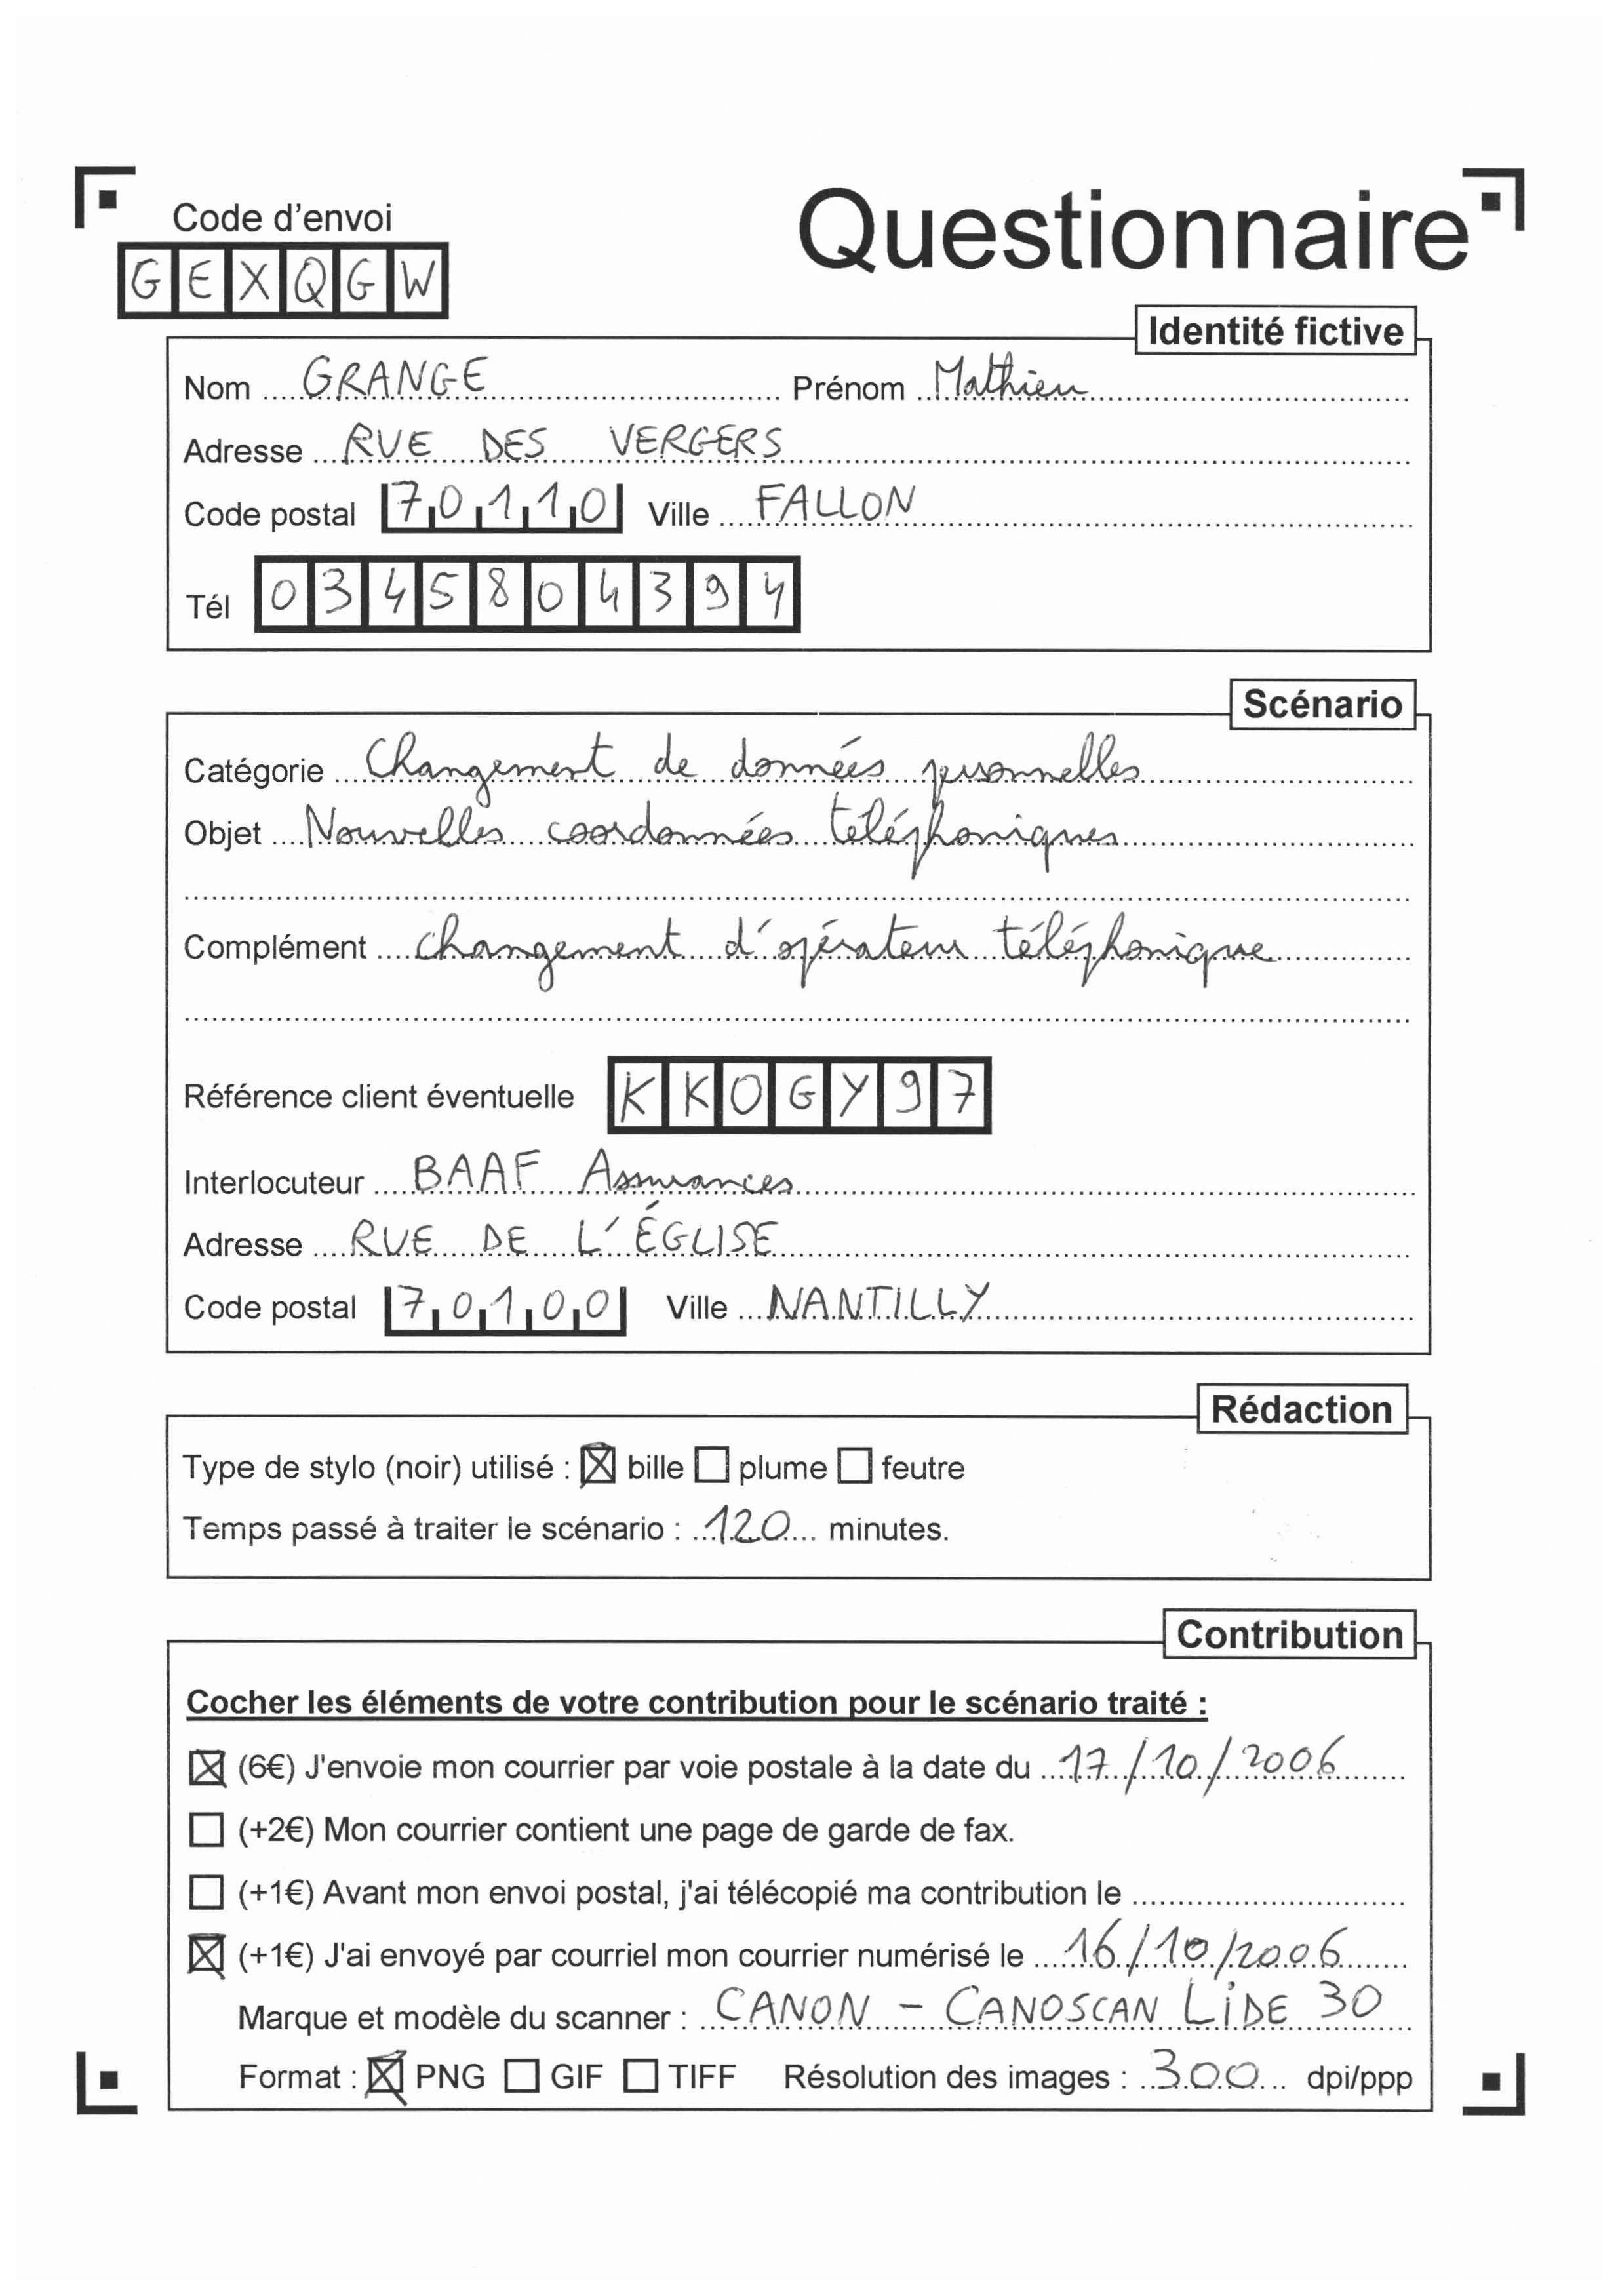 Code d'envoi
Questionnaire
GEXQGW
Identité fictive
Nom GRANGE Prénom Mathieu
Adresse RUE DES VERGERS
Code postal 70110 Ville FALLON
Tél 0345804394
Scénario
Catégorie Changement de données personnelles
Objet Nouvelles coordonnées téléphoniques
Complément changement d'opérateur téléphonique
Référence client éventuelle KKOGY97
Interlocuteur BAAF Assurances
Adresse RUE DE L'ÉGLISE
Code postal 70100 Ville NANTILLY
Rédaction
Type de stylo (noir) utilisé : ☒ bille ☐ plume ☐ feutre
Temps passé à traiter le scénario : 120 minutes.
Contribution
Cocher les éléments de votre contribution pour le scénario traité :
☒ (6€) J'envoie mon courrier par voie postale à la date du 17/10/2006
☐ (+2€) Mon courrier contient une page de garde de fax.
☐ (+1€) Avant mon envoi postal, j'ai télécopié ma contribution le
☒ (+1€) J'ai envoyé par courriel mon courrier numérisé le 16/10/2006
Marque et modèle du scanner : CANON - CANOSCAN LiDE 30
Format : ☒ PNG ☐ GIF ☐ TIFF Résolution des images : 300 dpi/ppp